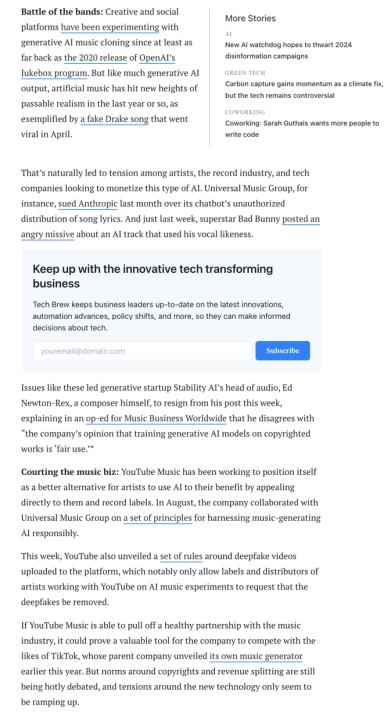 Battle of the bands: Creative and social
platforms have been experimenting with
generative AI music cloning since at least as
far back as the 2020 release of OpenAI’s
Jukebox program. But like much generative AI
output, artificial music has hit new heights of
passable realism in the last year or so, as
exemplified by a fake Drake song that went
viral in April.
More Stories
AI
New AI watchdog hopes to thwart 2024
disinformation campaigns
GREEN TECH
Carbon capture gains momentum as a climate fix,
but the tech remains controversial
COWORKING
Coworking: Sarah Guthals wants more people to
write code
That’s naturally led to tension among artists, the record industry, and tech
companies looking to monetize this type of AI. Universal Music Group, for
instance, sued Anthropic last month over its chatbot’s unauthorized
distribution of song lyrics. And just last week, superstar Bad Bunny posted an
angry missive about an AI track that used his vocal likeness.
Keep up with the innovative tech transforming
business
Tech Brew keeps business leaders up-to-date on the latest innovations,
automation advances, policy shifts, and more, so they can make informed
decisions about tech.
youremail@domain.com
Subscribe
Issues like these led generative startup Stability AI’s head of audio, Ed
Newton-Rex, a composer himself, to resign from his post this week,
explaining in an op-ed for Music Business Worldwide that he disagrees with
“the company’s opinion that training generative AI models on copyrighted
works is ‘fair use.’”
Courting the music biz: YouTube Music has been working to position itself
as a better alternative for artists to use AI to their benefit by appealing
directly to them and record labels. In August, the company collaborated with
Universal Music Group on a set of principles for harnessing music-generating
AI responsibly.
This week, YouTube also unveiled a set of rules around deepfake videos
uploaded to the platform, which notably only allow labels and distributors of
artists working with YouTube on AI music experiments to request that the
deepfakes be removed.
If YouTube Music is able to pull off a healthy partnership with the music
industry, it could prove a valuable tool for the company to compete with the
likes of TikTok, whose parent company unveiled its own music generator
earlier this year. But norms around copyrights and revenue splitting are still
being hotly debated, and tensions around the new technology only seem to
be ramping up.